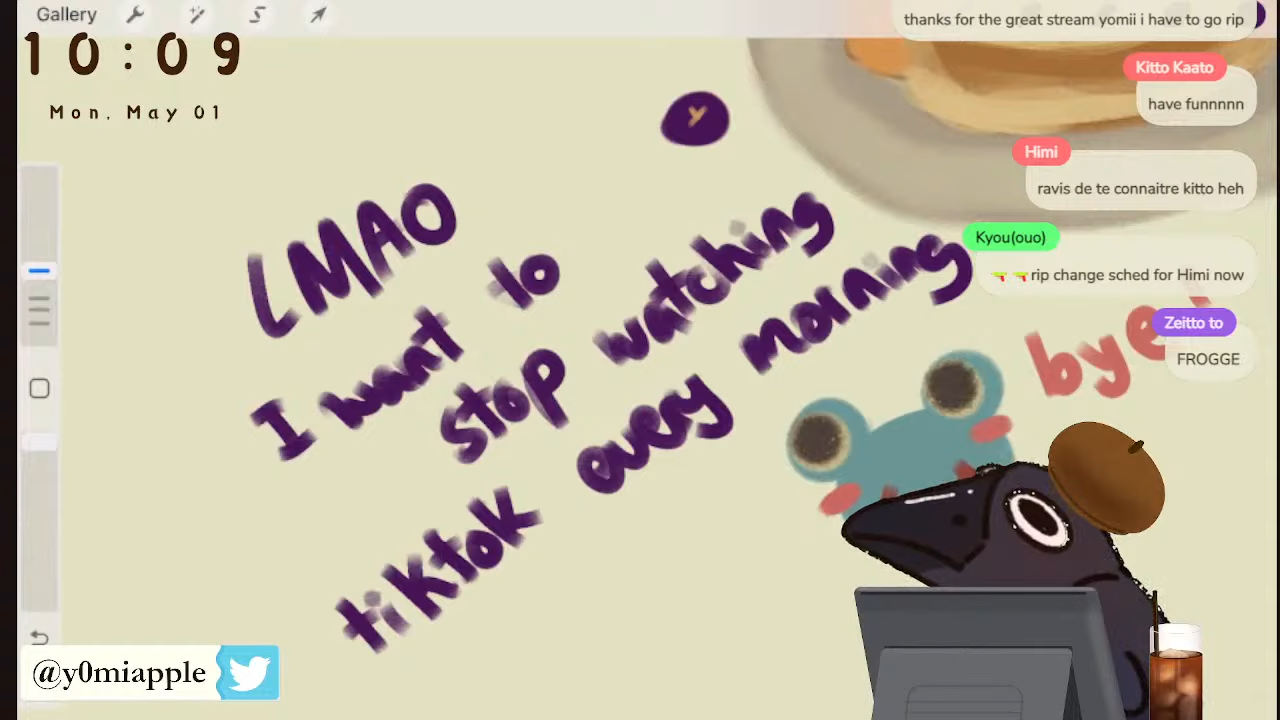 Gallery
10:09
Mon, May 01
thanks for the great stream yomii i have to go rip
Kitto Kaato
have funnnnn
Himi
ravis de te connaitre kitto heh
Kyou(ouo)
rip change sched for Himi now
Zeitto to
FROGGE
Y
LMAO
I want to
stop watching
tiktok every morning
bye!
@y0miapple